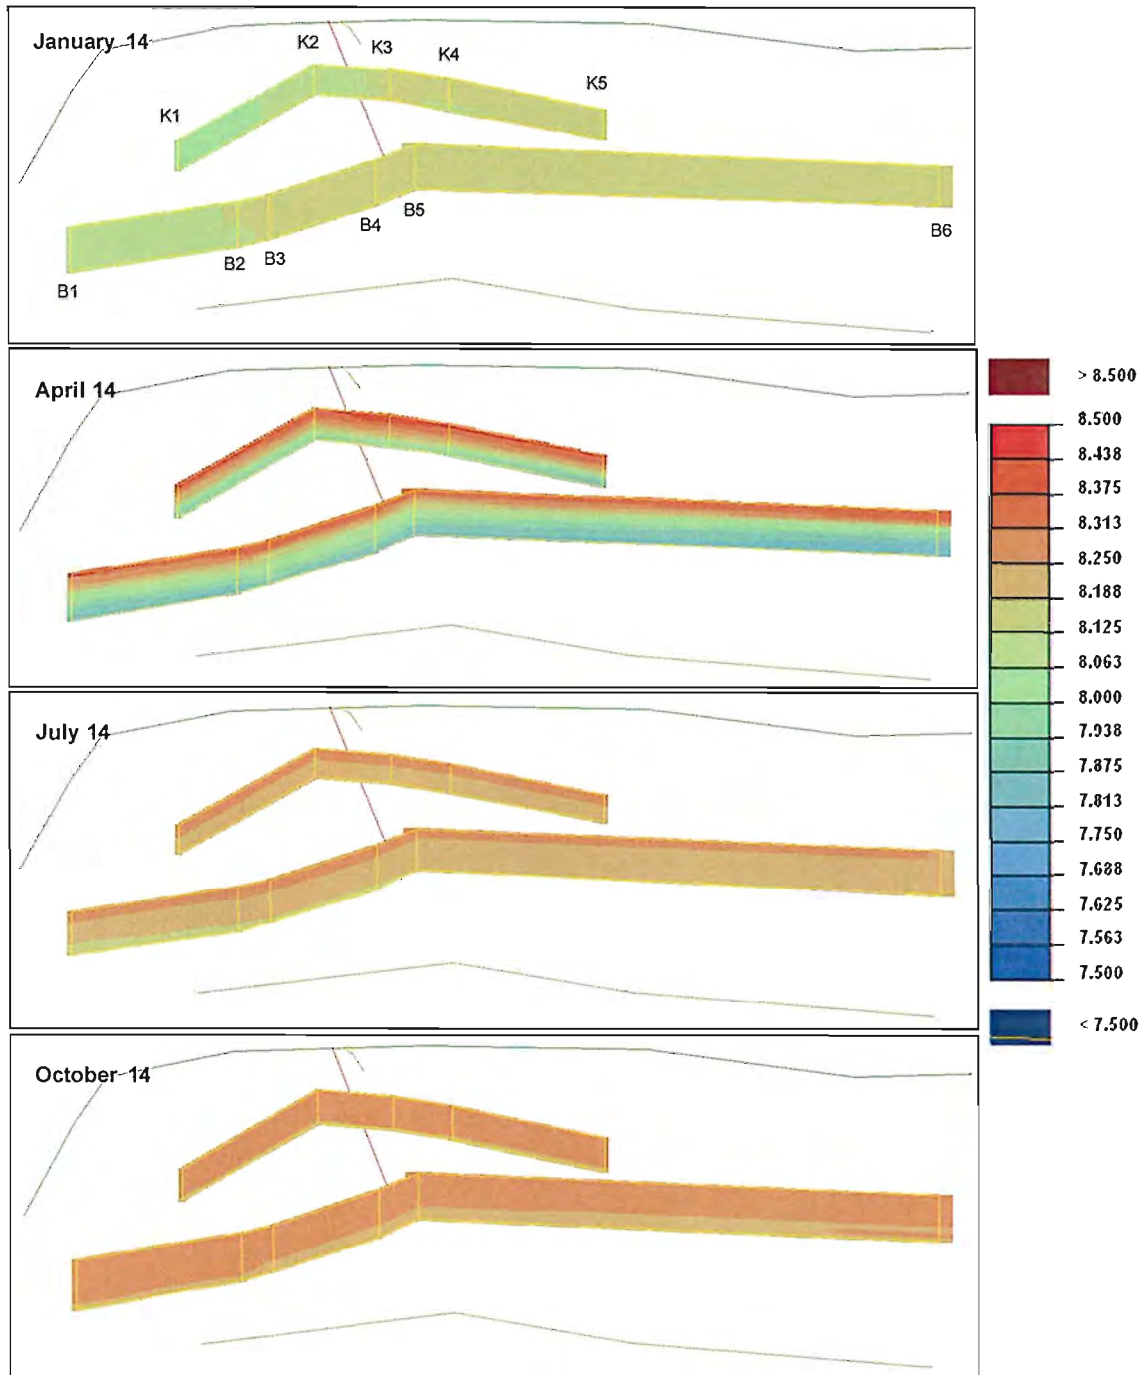 January 14
K1
K2
K3
K4
K5
B1
B2
B3
B4
B5
B6
April 14
July 14
October 14
> 8.500
8.500
8.438
8.375
8.313
8.250
8.188
8.125
8.063
8.000
7.938
7.875
7.813
7.750
7.688
7.625
7.563
7.500
< 7.500